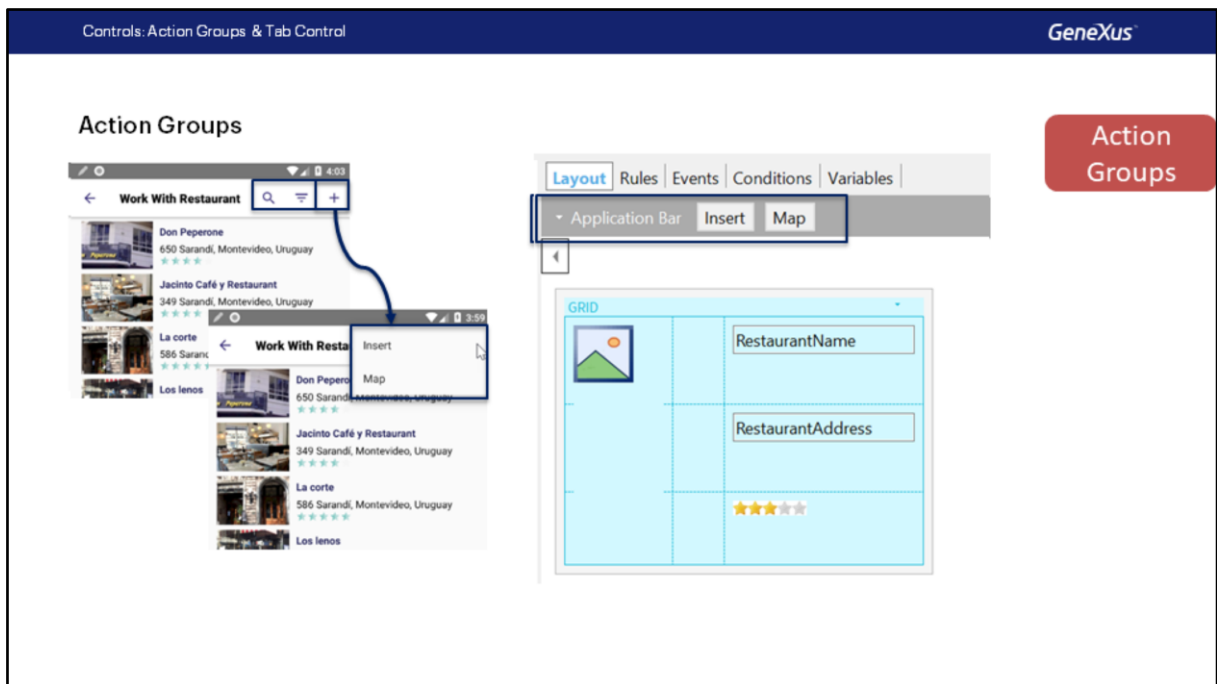 Controls: Action Groups & Tab Control
GeneXus
Action Groups
Action
Groups
4:03
Work With Restaurant
Don Peperone
650 Sarandí, Montevideo, Uruguay
Jacinto Café y Restaurant
349 Sarandí, Montevideo, Uruguay
La corte
586 Saranc
Los lenos
3:59
Work With Resta
Insert
Map
Don Pepero
650 Sarandí, Montevideo, Uruguay
Jacinto Café y Restaurant
349 Sarandí, Montevideo, Uruguay
La corte
586 Sarandí, Montevideo, Uruguay
Los lenos
Layout Rules Events Conditions Variables
Application Bar Insert Map
GRID
RestaurantName
RestaurantAddress